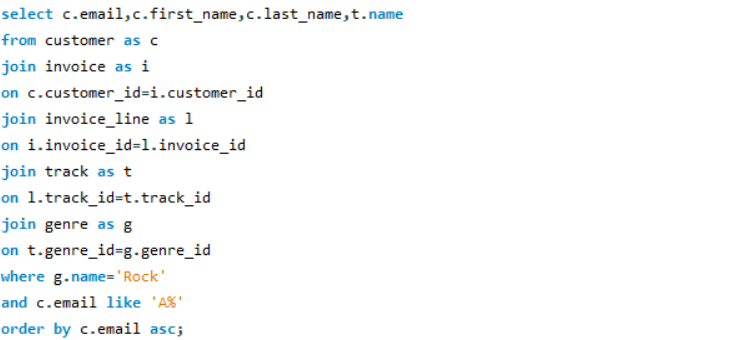 select c.email,c.first_name,c.last_name,t.name
from customer as c
join invoice as i
on c.customer_id=i.customer_id
join invoice_line as l
on i.invoice_id=l.invoice_id
join track as t
on l.track_id=t.track_id
join genre as g
on t.genre_id=g.genre_id
where g.name='Rock'
and c.email like 'A%'
order by c.email asc;